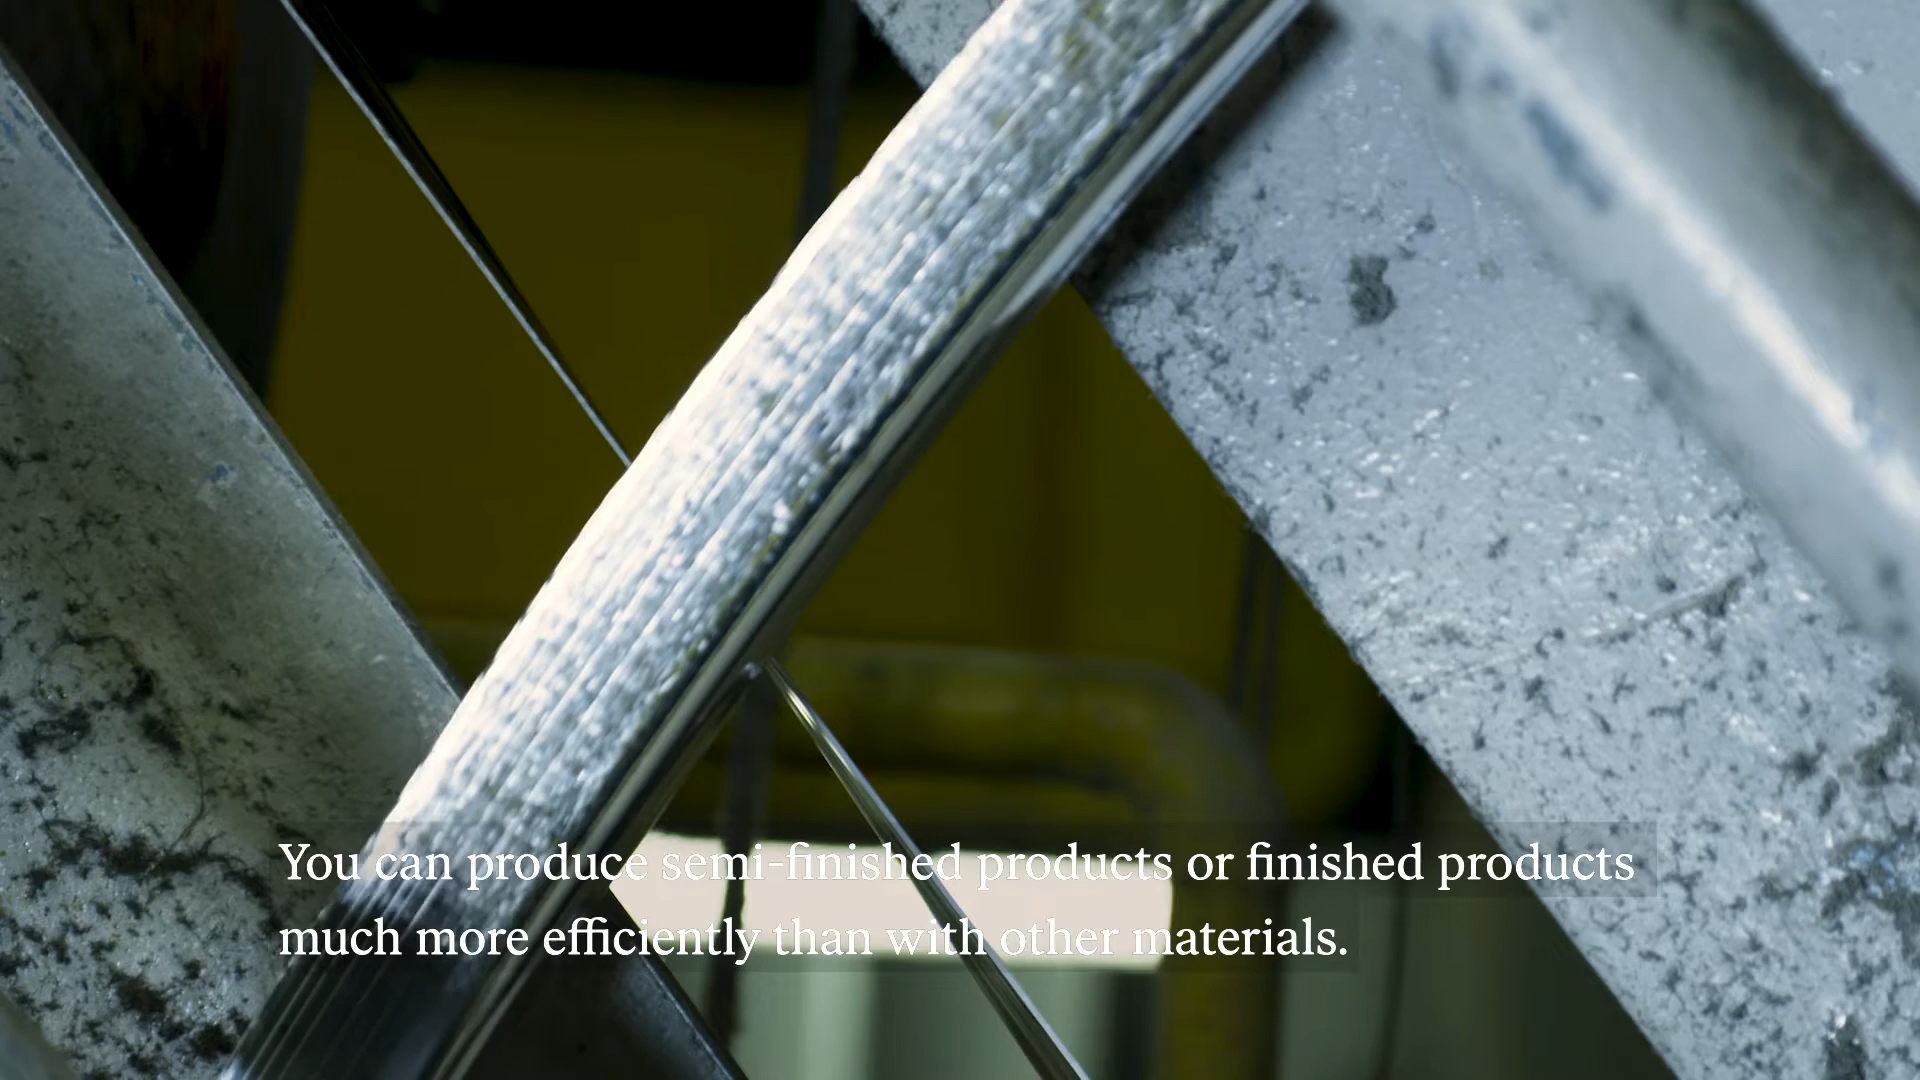 You can produce semi-finished products or finished products
much more efficiently than with other materials.